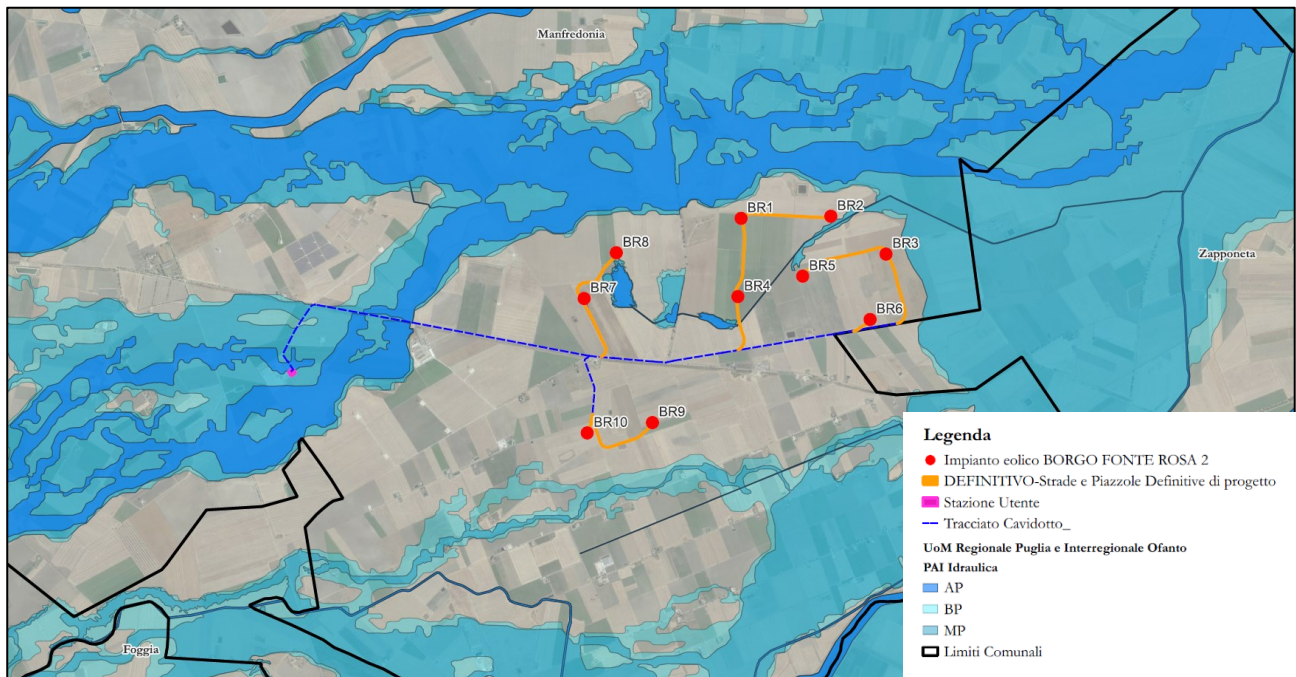 Manfredonia
BR1
BR2
BR8
BR3
Zapponeta
BR5
BR7
BR4
BR6
BR9
BR10
Foggia
Legenda
Impianto eolico BORGO FONTE ROSA 2
DEFINITIVO-Strade e Piazzole Definitive di progetto
Stazione Utente
Tracciato Cavidotto_
UoM Regionale Puglia e Interregionale Ofanto
PAI Idraulica
AP
BP
MP
Limiti Comunali